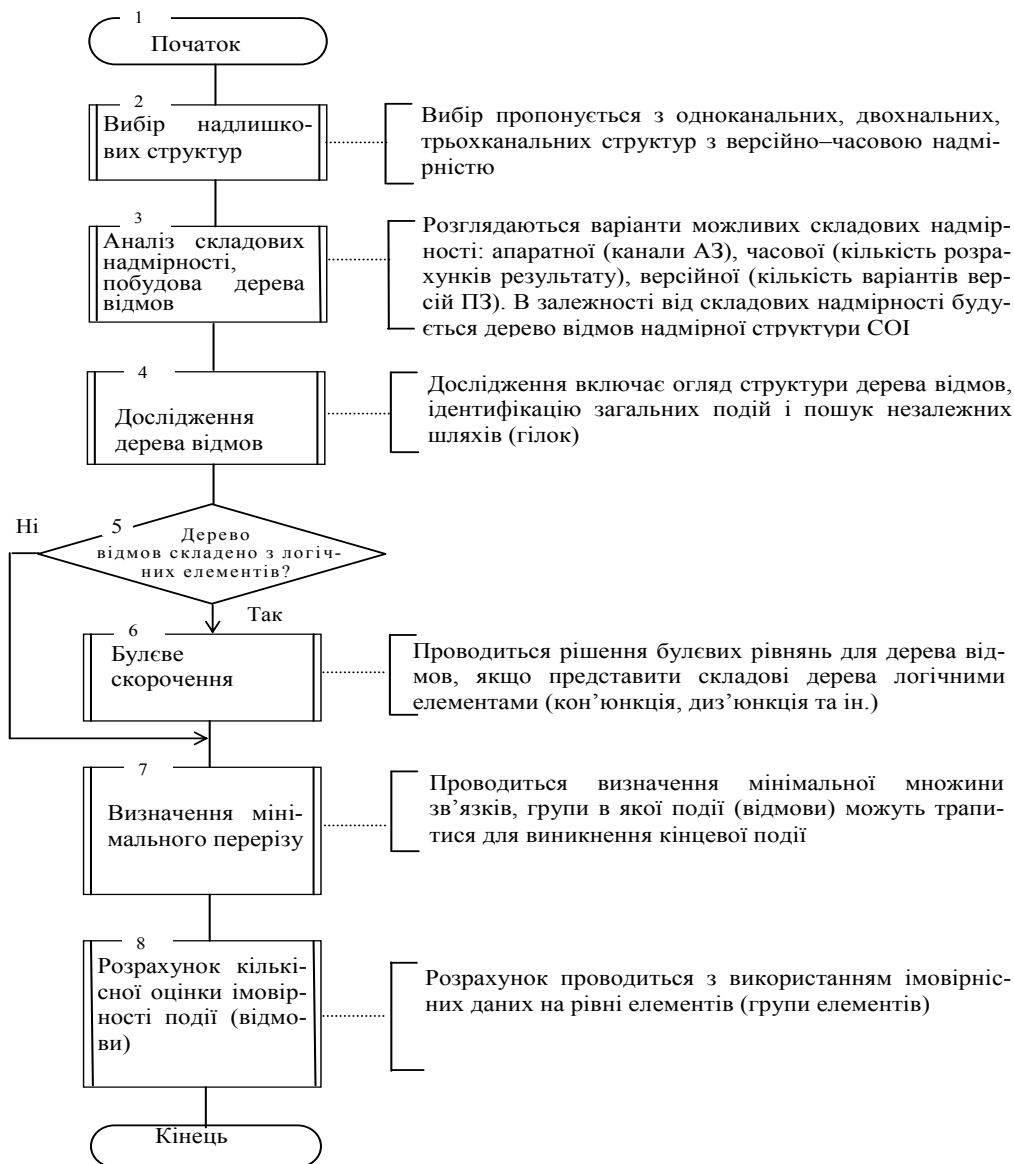 1
Початок
2
Вибір надлишко-
вих структур
Вибір пропонується з одноканальних, двохнальних,
трьохканальних структур з версійно–часовою надмі-
рністю
3
Аналіз складових
надмірності,
побудова дерева
відмов
Розглядаються варіанти можливих складових надмір-
ності: апаратної (канали АЗ), часової (кількість розра-
хунків результату), версійної (кількість варіантів вер-
сій ПЗ). В залежності від складових надмірності буду-
ється дерево відмов надмірної структури СОІ
4
Дослідження
дерева відмов
Дослідження включає огляд структури дерева відмов,
ідентифікацію загальних подій і пошук незалежних
шляхів (гілок)
Ні
5
Дерево
відмов складено з логіч-
них елементів?
Так
6
Булєве
скорочення
Проводиться рішення булєвих рівнянь для дерева від-
мов, якщо представити складові дерева логічними
елементами (кон’юнкція, диз’юнкція та ін.)
7
Визначення міні-
мального перерізу
Проводиться визначення мінімальної множини
зв’язків, групи в якої події (відмови) можуть трапи-
тися для виникнення кінцевої події
8
Розрахунок кількі-
сної оцінки імовір-
ності події (відмо-
ви)
Розрахунок проводиться з використанням імовірніс-
них даних на рівні елементів (групи елементів)
Кінець